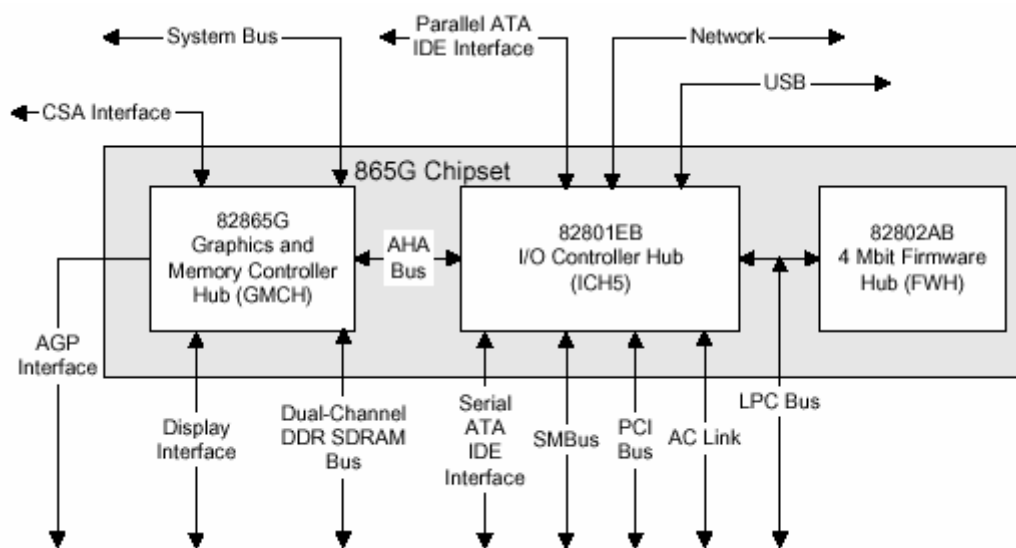 System Bus
Parallel ATA
IDE Interface
Network
USB
CSA Interface
865G Chipset
82865G
Graphics and
Memory Controller
Hub (GMCH)
AHA
Bus
82801EB
I/O Controller Hub
(ICH5)
82802AB
4 Mbit Firmware
Hub (FWH)
AGP
Interface
Display
Interface
Dual-Channel
DDR SDRAM
Bus
Serial
ATA
IDE
Interface
SMBus
PCI
Bus
AC Link
LPC Bus